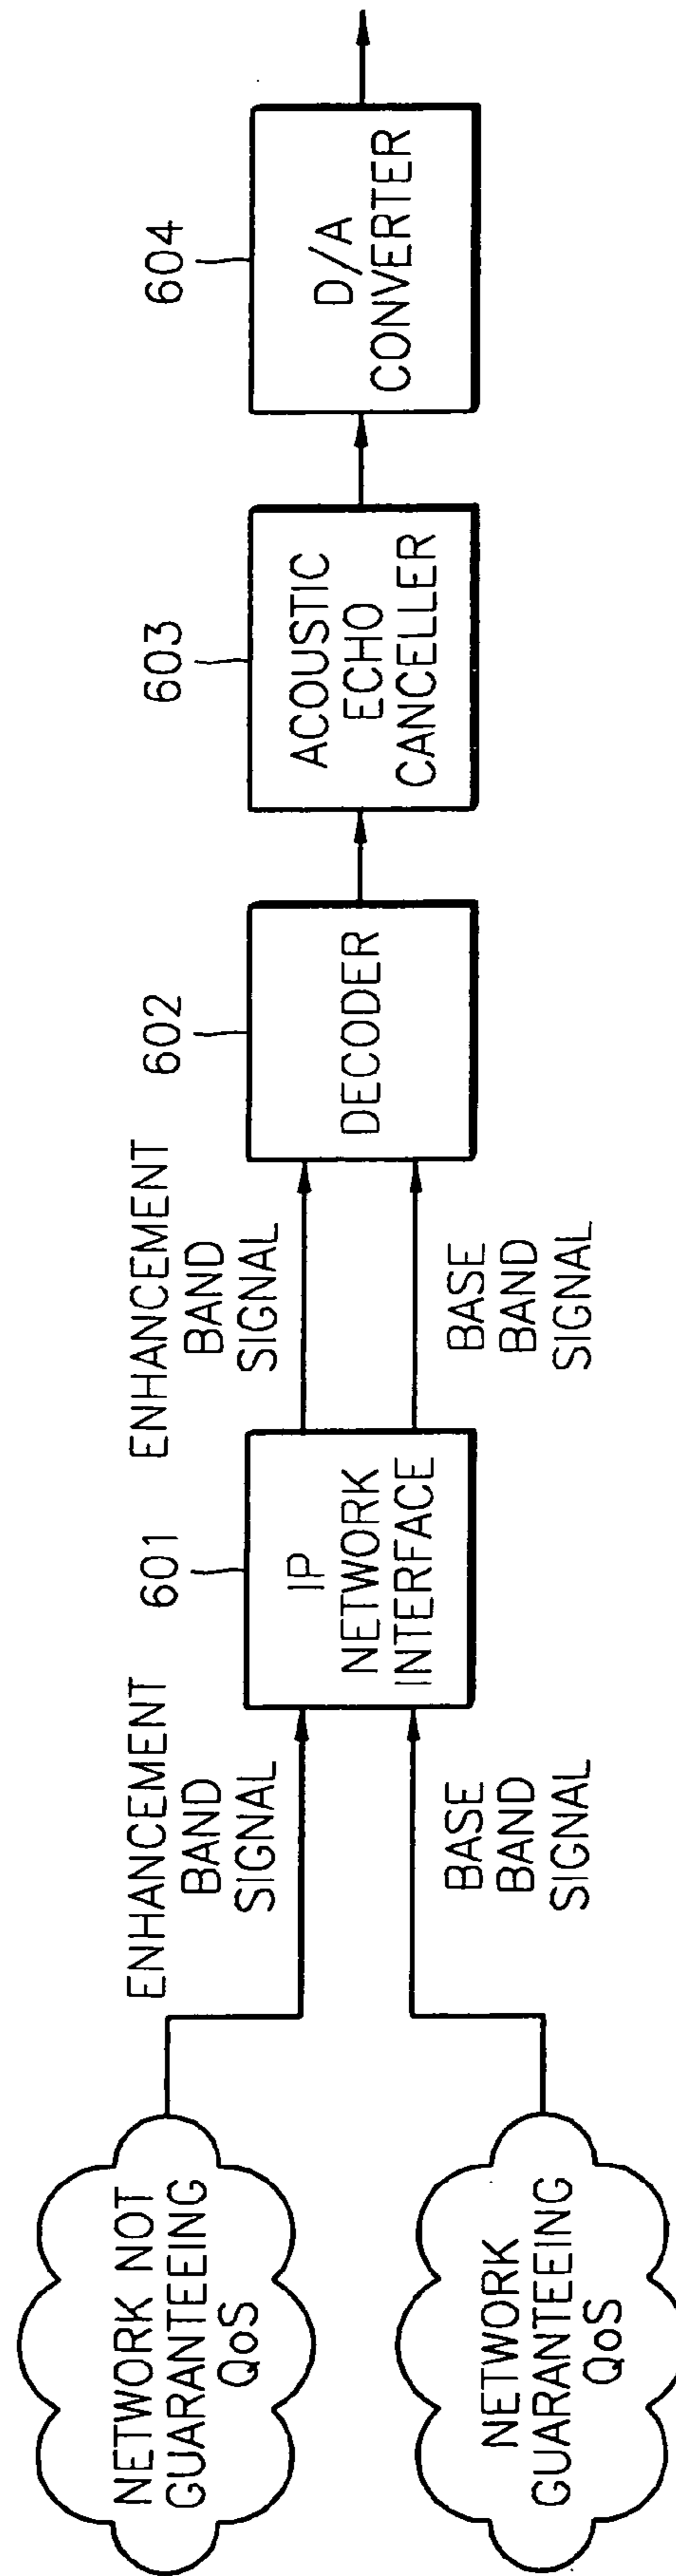 NETWORK NOT
GUARANTEEING
QoS
NETWORK
GUARANTEEING
QoS
ENHANCEMENT
BAND
SIGNAL
BASE
BAND
SIGNAL
601
IP
NETWORK
INTERFACE
ENHANCEMENT
BAND
SIGNAL
BASE
BAND
SIGNAL
602
DECODER
603
ACOUSTIC
ECHO
CANCELLER
604
D/A
CONVERTER